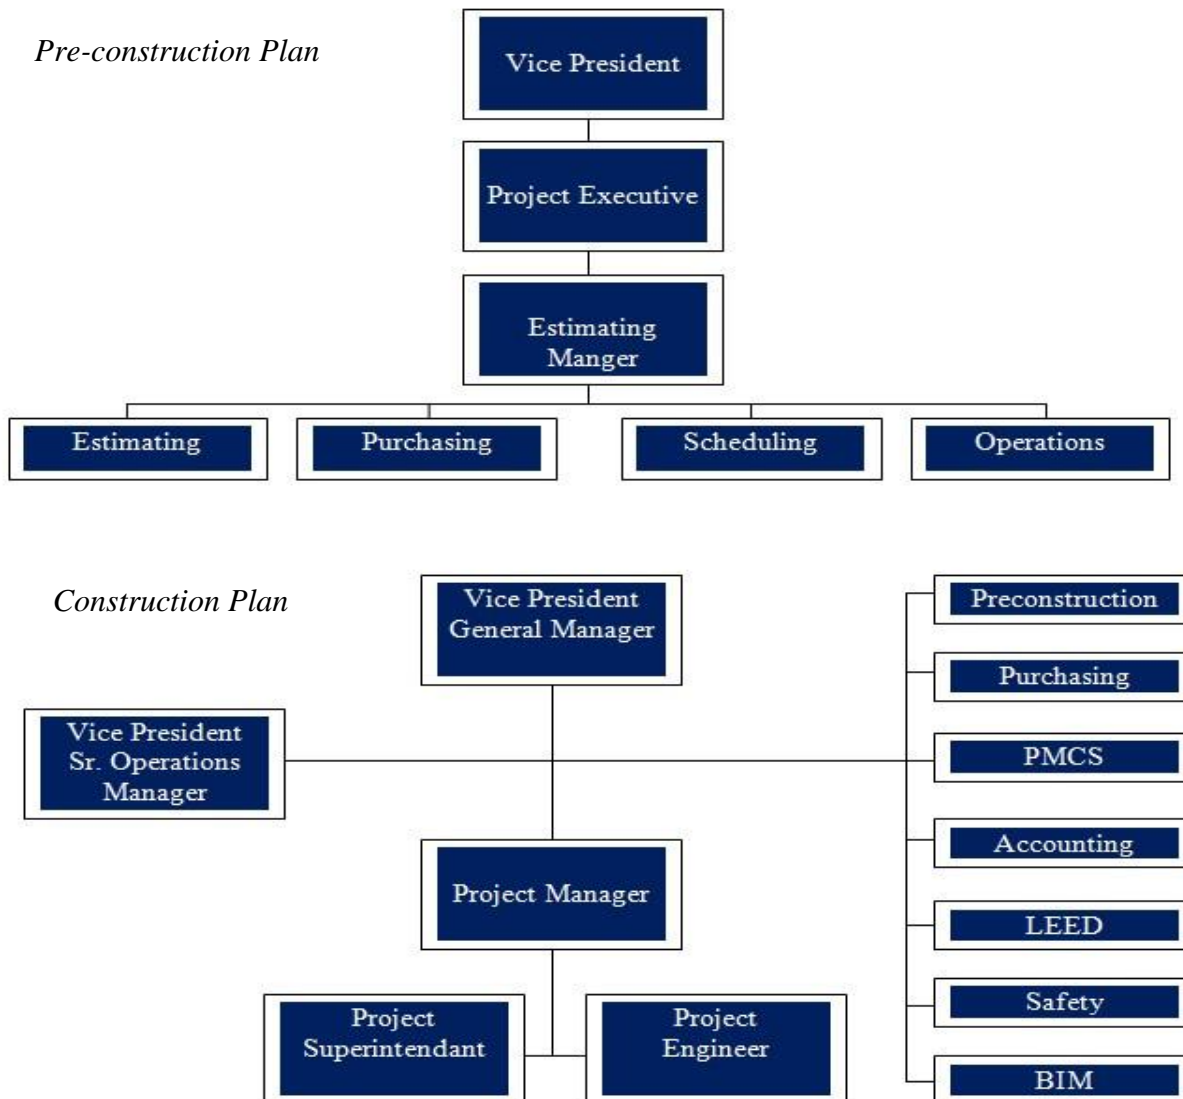 Pre-construction Plan
Vice President
Project Executive
Estimating
Manger
Estimating
Purchasing
Scheduling
Operations
Construction Plan
Vice President
General Manager
Vice President
Sr. Operations
Manager
Project Manager
Project
Superintendant
Project
Engineer
Preconstruction
Purchasing
PMCS
Accounting
LEED
Safety
BIM